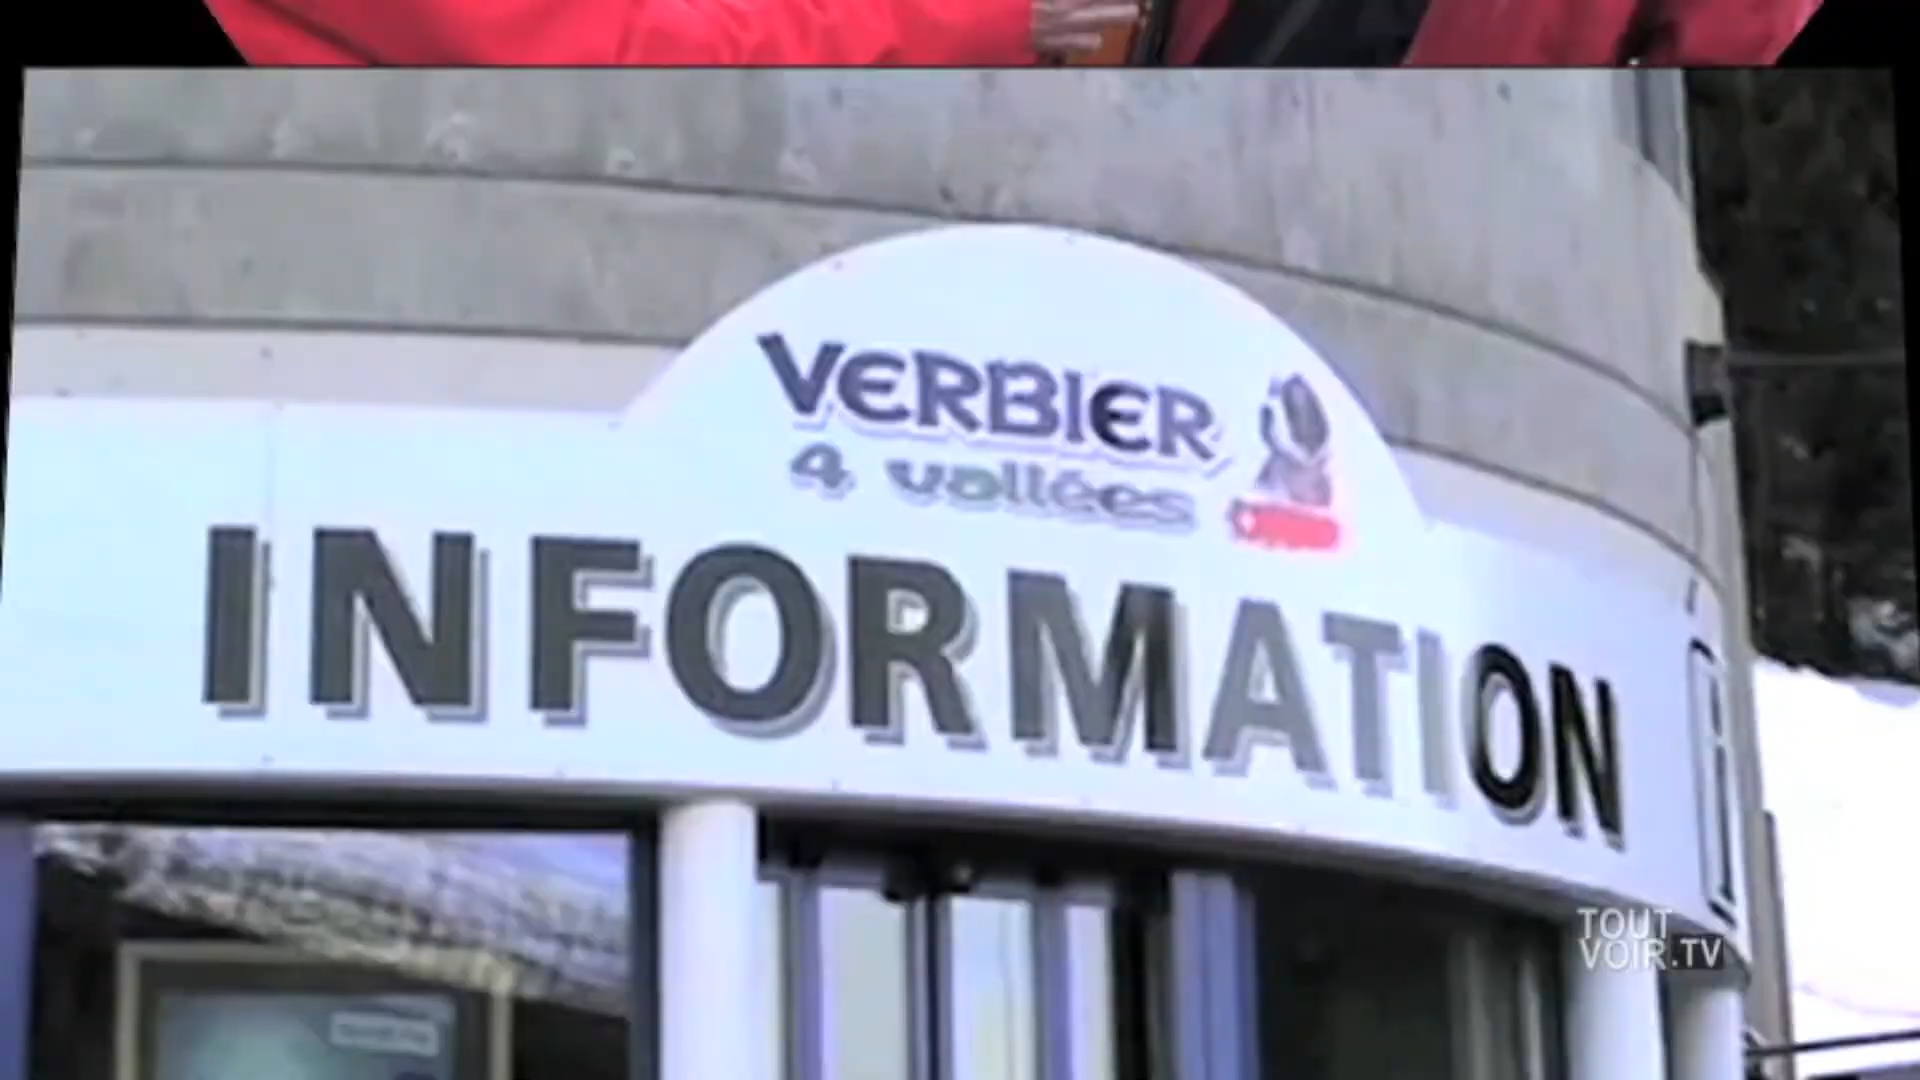 VERBIER
4 vallées
INFORMATION
TOUT
VOIR.TV